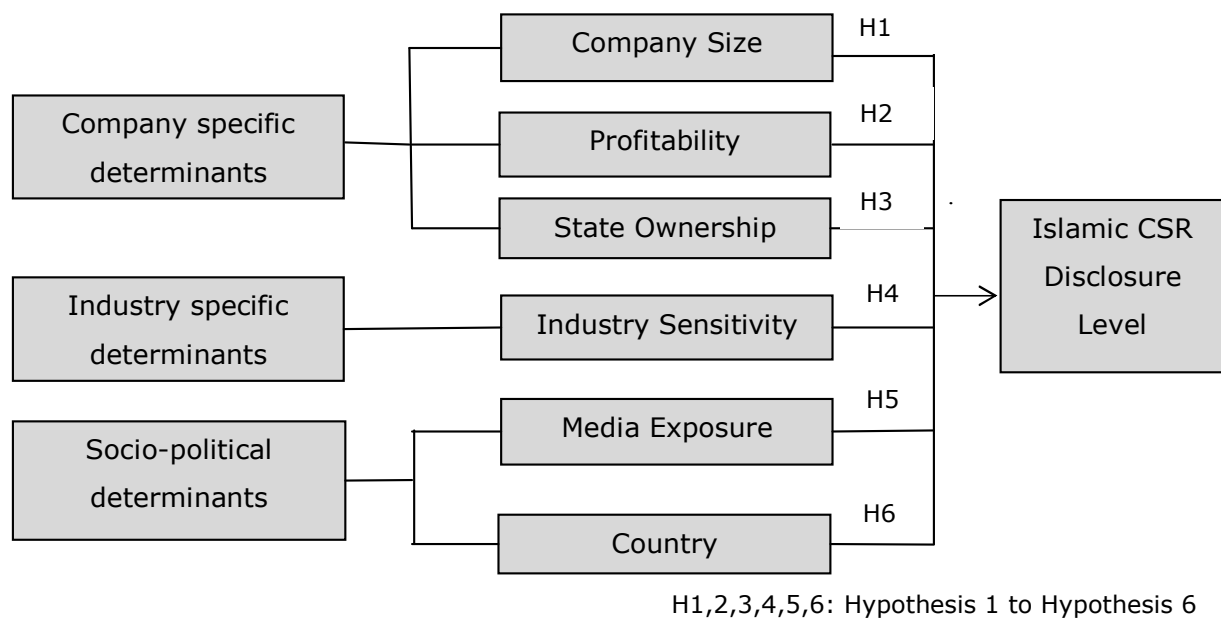 Company Size
H1
Company specific
determinants
Profitability
H2
State Ownership
H3
Industry specific
determinants
Industry Sensitivity
H4
Socio-political
determinants
Media Exposure
H5
Country
H6
Islamic CSR
Disclosure
Level
H1,2,3,4,5,6: Hypothesis 1 to Hypothesis 6